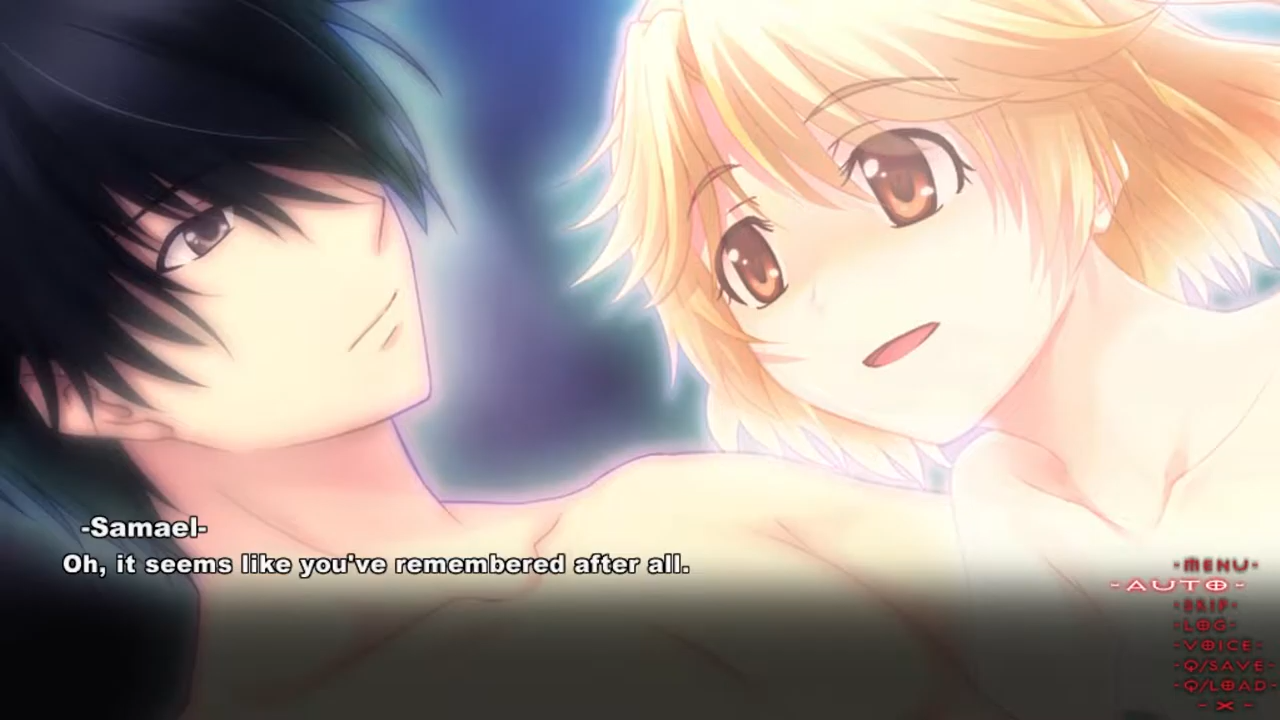 -Samael-
Oh, it seems like you've remembered after all.
-MENU-
-AUTO-
-SKIP-
-LOG-
-VOICE-
-Q/SAVE-
-Q/LOAD-
-X-